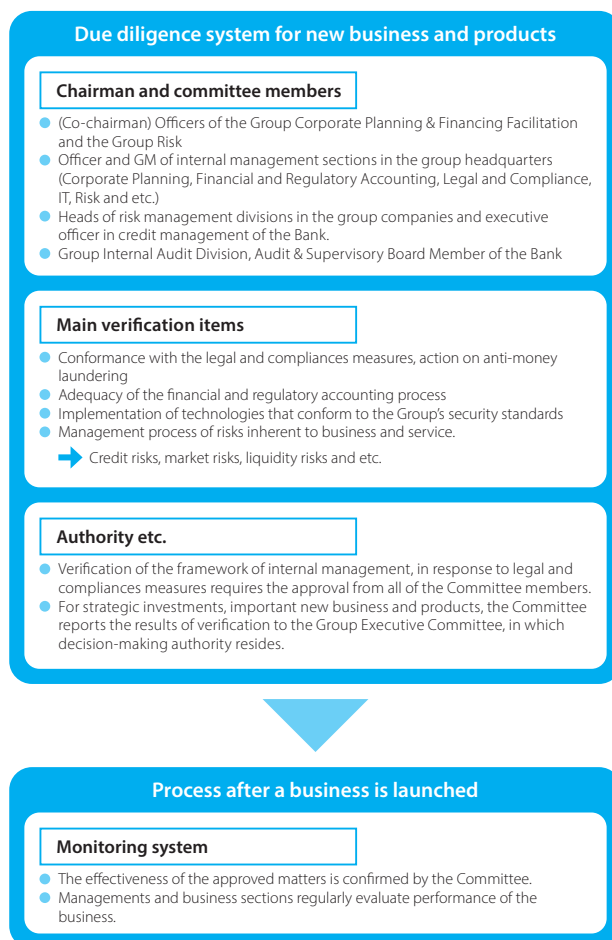 Due diligence system for new business and products
Chairman and committee members
(Co-chairman) Officers of the Group Corporate Planning & Financing Facilitation
and the Group Risk
Officer and GM of internal management sections in the group headquarters
(Corporate Planning, Financial and Regulatory Accounting, Legal and Compliance,
IT, Risk and etc.)
Heads of risk management divisions in the group companies and executive
officer in credit management of the Bank.
Group Internal Audit Division, Audit & Supervisory Board Member of the Bank
Main verification items
Conformance with the legal and compliances measures, action on anti-money
laundering
Adequacy of the financial and regulatory accounting process
Implementation of technologies that conform to the Group's security standards
Management process of risks inherent to business and service.
Credit risks, market risks, liquidity risks and etc.
Authority etc.
Verification of the framework of internal management, in response to legal and
compliances measures requires the approval from all of the Committee members.
For strategic investments, important new business and products, the Committee
reports the results of verification to the Group Executive Committee, in which
decision-making authority resides.
Process after a business is launched
Monitoring system
The effectiveness of the approved matters is confirmed by the Committee.
Managements and business sections regularly evaluate performance of the
business.